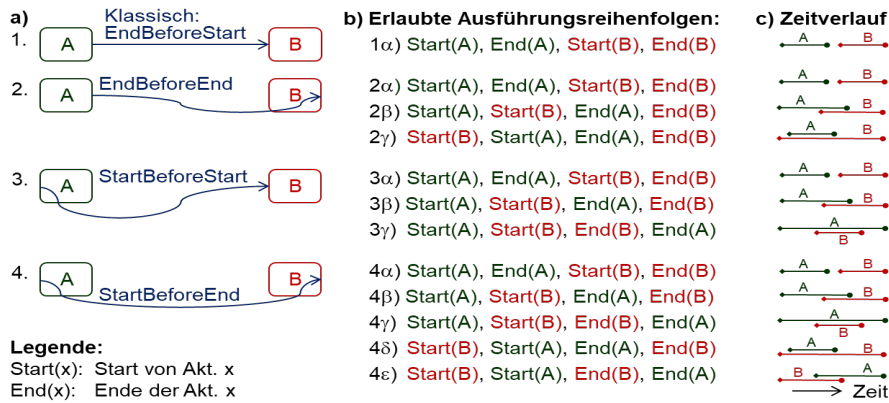 a)
Klassisch:
1. A EndBeforeStart B
2. A EndBeforeEnd B
3. A StartBeforeStart B
4. A StartBeforeEnd B
Legende:
Start(x): Start von Akt. x
End(x): Ende der Akt. x
b) Erlaubte Ausführungsreihenfolgen:
1α) Start(A), End(A), Start(B), End(B)
2α) Start(A), End(A), Start(B), End(B)
2β) Start(A), Start(B), End(A), End(B)
2γ) Start(B), Start(A), End(A), End(B)
3α) Start(A), End(A), Start(B), End(B)
3β) Start(A), Start(B), End(A), End(B)
3γ) Start(A), Start(B), End(B), End(A)
4α) Start(A), End(A), Start(B), End(B)
4β) Start(A), Start(B), End(A), End(B)
4γ) Start(A), Start(B), End(B), End(A)
4δ) Start(B), Start(A), End(A), End(B)
4ε) Start(B), Start(A), End(B), End(A)
c) Zeitverlauf
A B
A B
A B
A B
A B
A B
A B
A B
A B
A B
A B
B A
Zeit